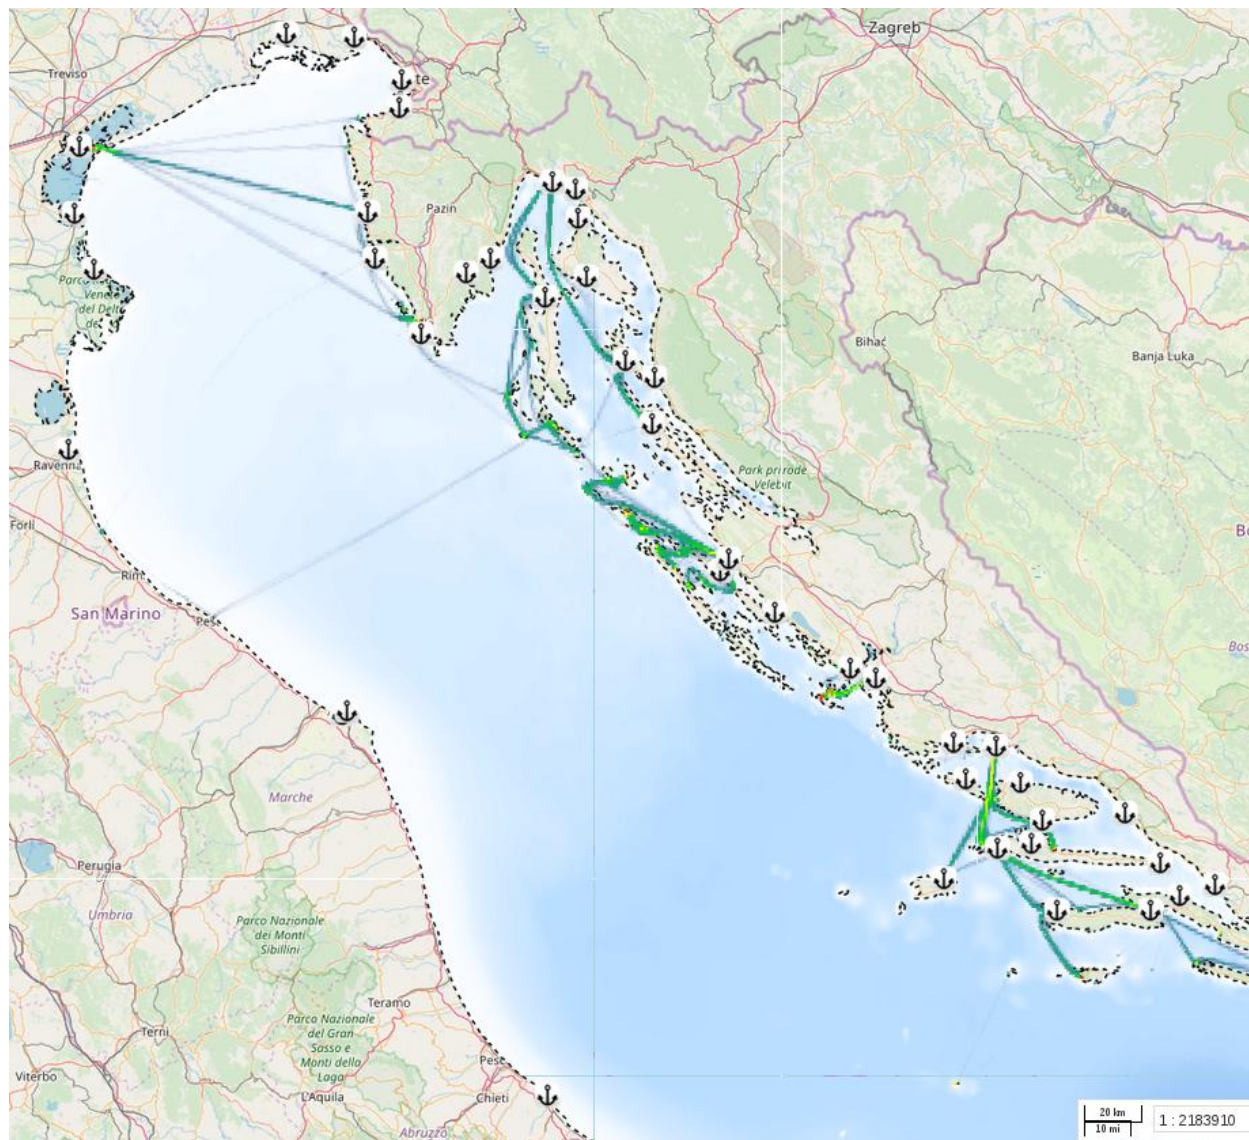 Zagreb
Treviso
te
Pazin
Parco
Veneto
del Delta
de
Bihać
Banja Luka
Ravenna
Park prirode
Velebit
Forlì
Bo
Rim
San Marino
Pes
Bos
Marche
Perugia
Umbria
Parco Nazionale
dei Monti
Sibillini
Teramo
Parco Nazionale
del Gran
Sasso e
Monti della
Laga
Terni
Pesc
Viterbo
L'Aquila
Chieti
Abruzzo
20 km
10 mi
1 : 2183910